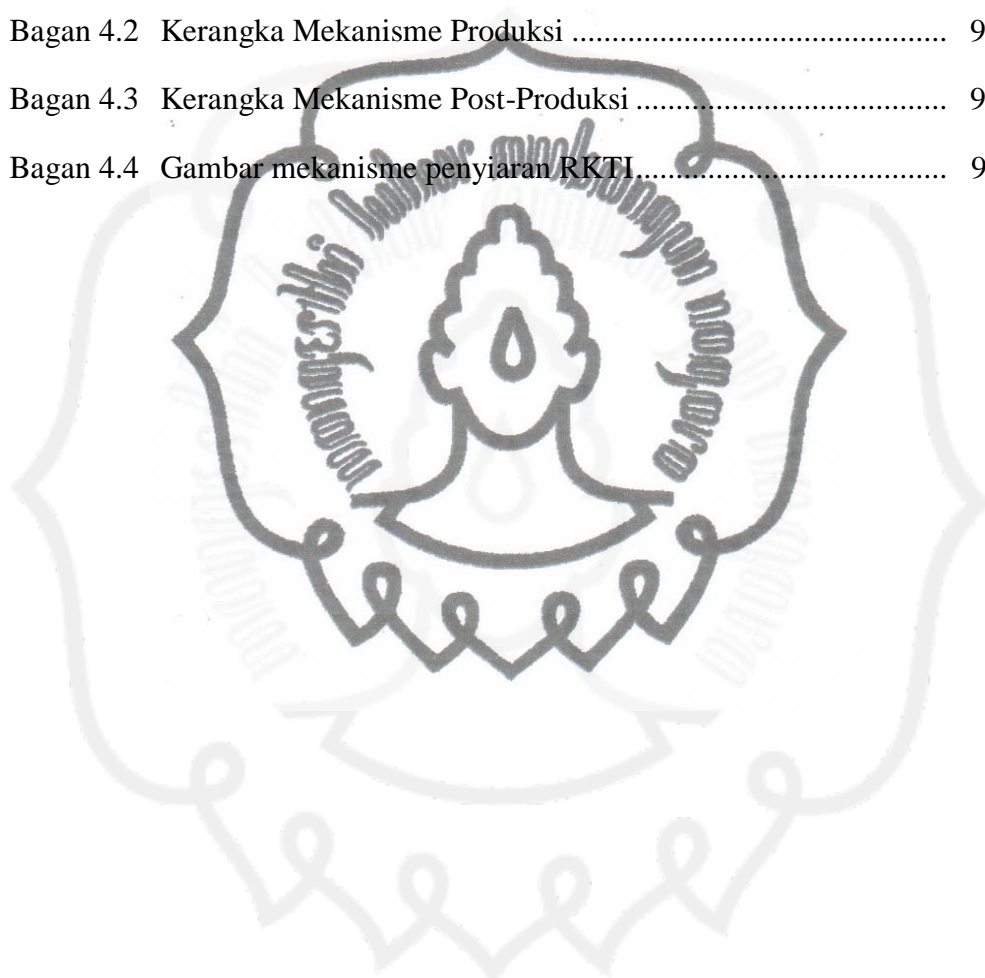 Bagan 4.2 Kerangka Mekanisme Produksi ............................................... 9
Bagan 4.3 Kerangka Mekanisme Post-Produksi ....................................... 9
Bagan 4.4 Gambar mekanisme penyiaran RKTI....................................... 9